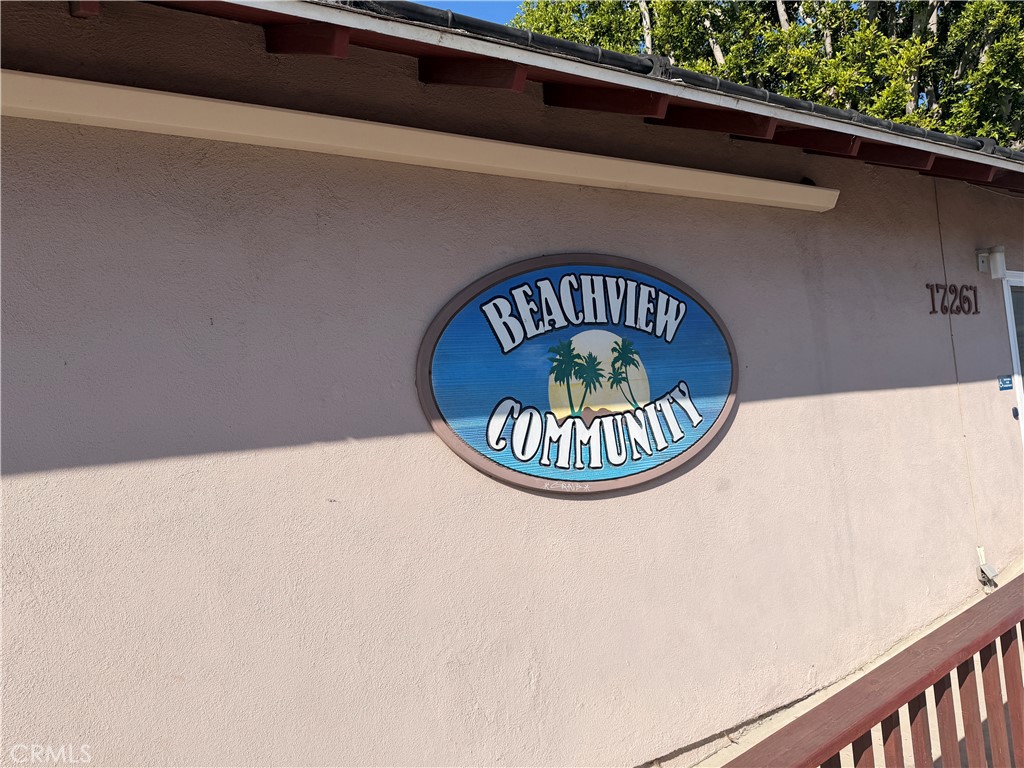 BEACHVIEW
COMMUNITY
17261
CRMLS